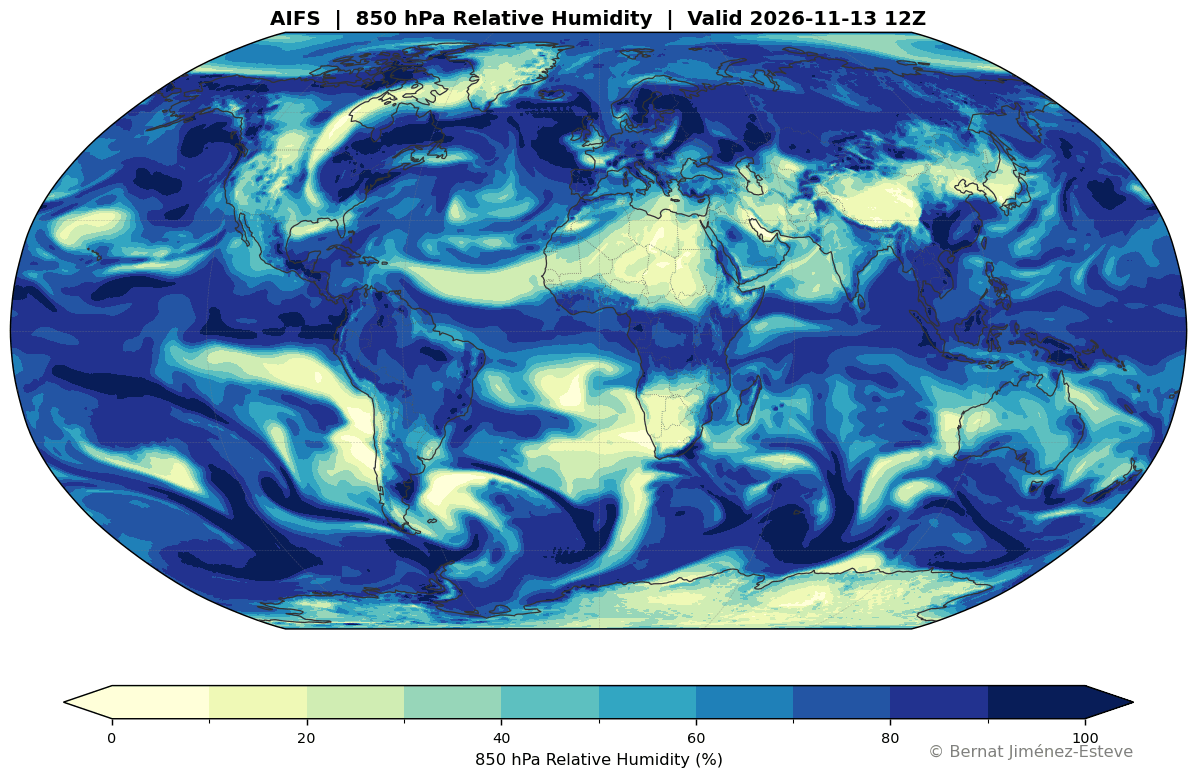 AIFS | 850 hPa Relative Humidity | Valid 2026-11-13 12Z
0 20 40 60 80 100
850 hPa Relative Humidity (%)
© Bernat Jiménez-Esteve